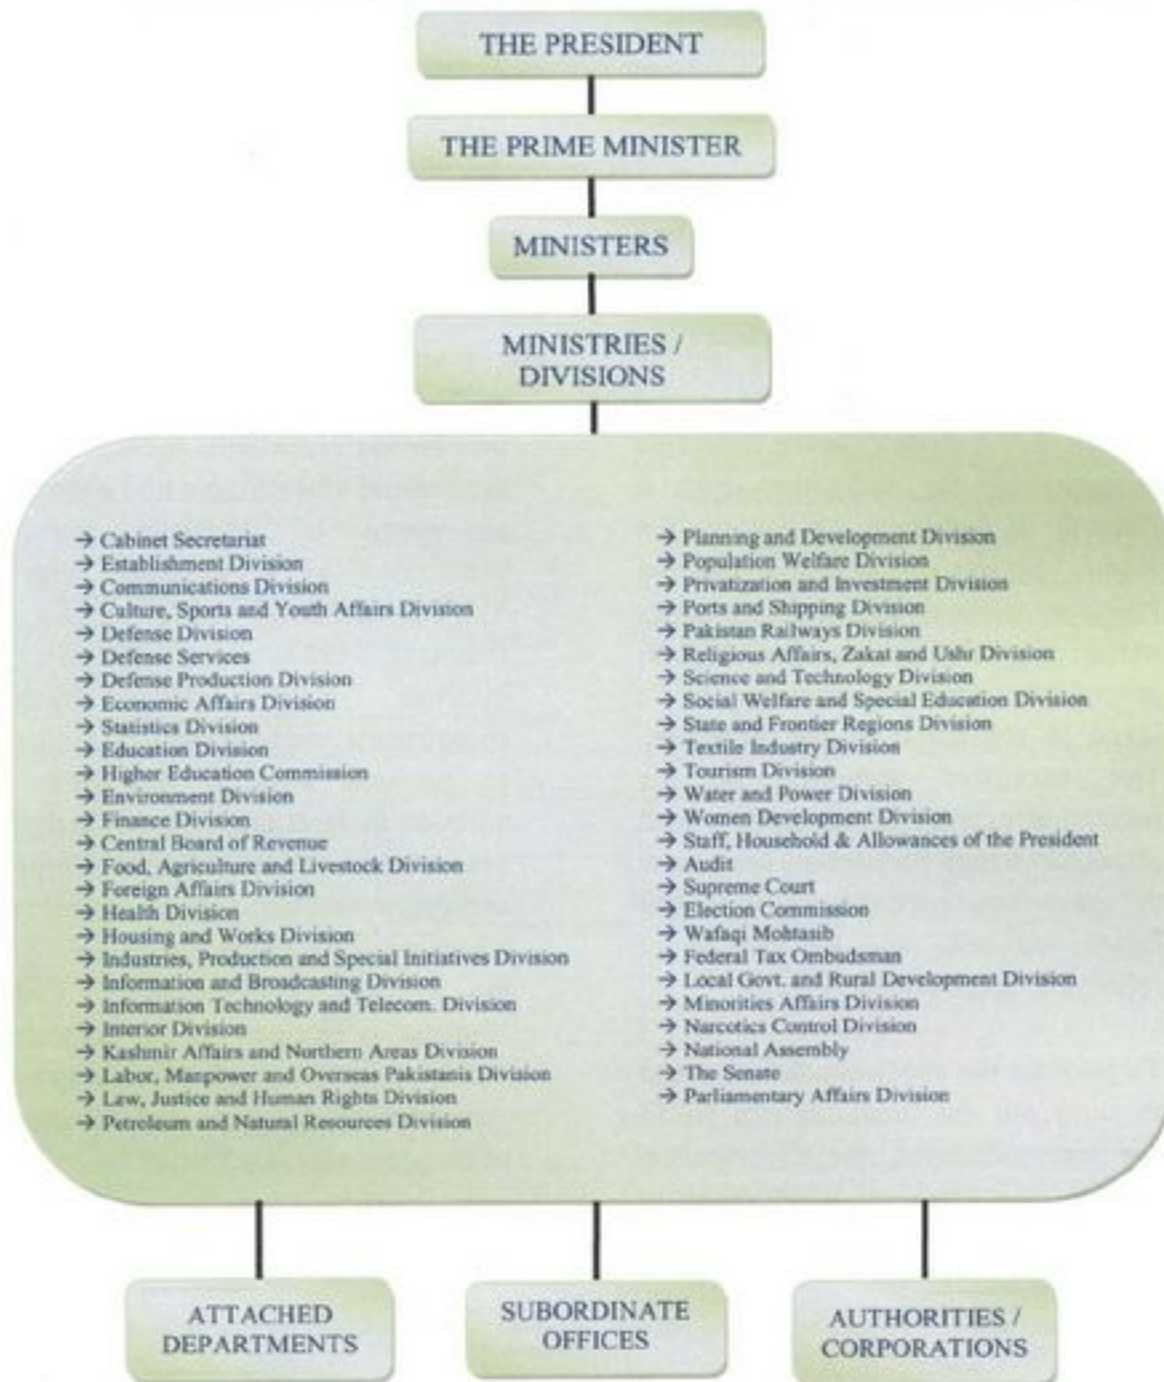 THE PRESIDENT
THE PRIME MINISTER
MINISTERS
MINISTRIES /
DIVISIONS
→ Cabinet Secretariat
→ Establishment Division
→ Communications Division
→ Culture, Sports and Youth Affairs Division
→ Defense Division
→ Defense Services
→ Defense Production Division
→ Economic Affairs Division
→ Statistics Division
→ Education Division
→ Higher Education Commission
→ Environment Division
→ Finance Division
→ Central Board of Revenue
→ Food, Agriculture and Livestock Division
→ Foreign Affairs Division
→ Health Division
→ Housing and Works Division
→ Industries, Production and Special Initiatives Division
→ Information and Broadcasting Division
→ Information Technology and Telecom. Division
→ Interior Division
→ Kashmir Affairs and Northern Areas Division
→ Labor, Manpower and Overseas Pakistanis Division
→ Law, Justice and Human Rights Division
→ Petroleum and Natural Resources Division
→ Planning and Development Division
→ Population Welfare Division
→ Privatization and Investment Division
→ Ports and Shipping Division
→ Pakistan Railways Division
→ Religious Affairs, Zakat and Ushr Division
→ Science and Technology Division
→ Social Welfare and Special Education Division
→ State and Frontier Regions Division
→ Textile Industry Division
→ Tourism Division
→ Water and Power Division
→ Women Development Division
→ Staff, Household & Allowances of the President
→ Audit
→ Supreme Court
→ Election Commission
→ Wafaqi Mohtasib
→ Federal Tax Ombudsman
→ Local Govt. and Rural Development Division
→ Minorities Affairs Division
→ Narcotics Control Division
→ National Assembly
→ The Senate
→ Parliamentary Affairs Division
ATTACHED
DEPARTMENTS
SUBORDINATE
OFFICES
AUTHORITIES /
CORPORATIONS